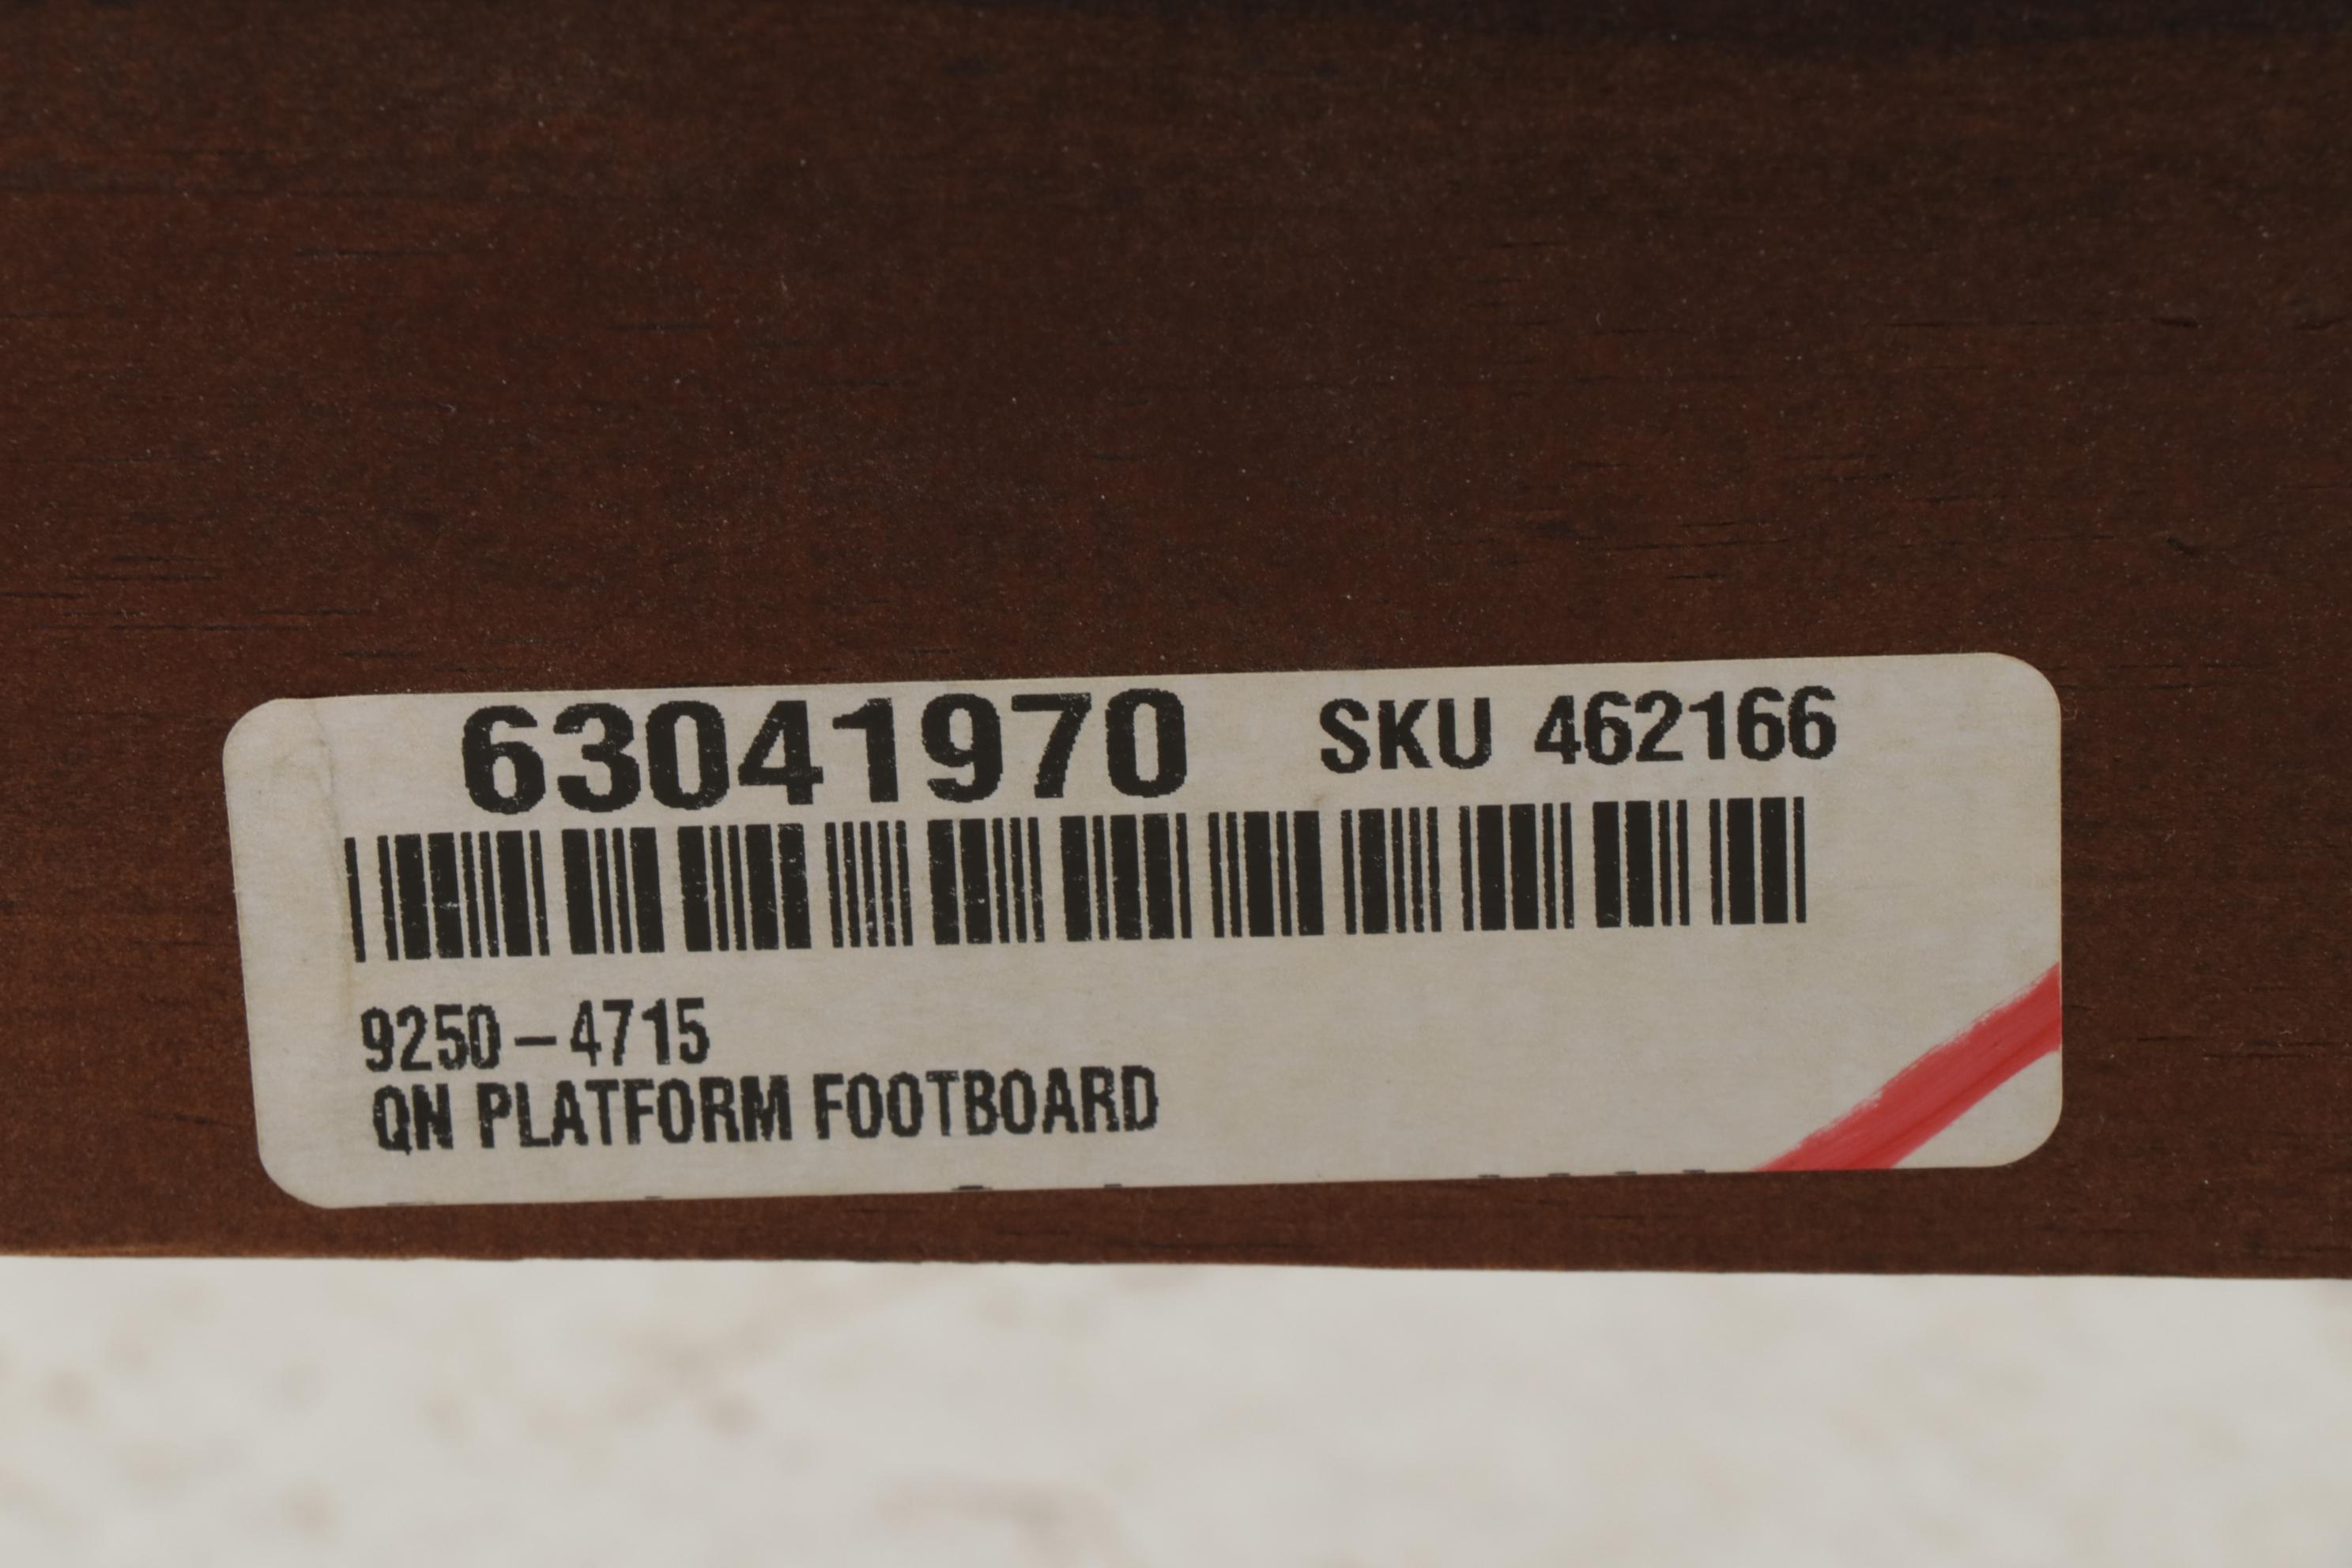 63041970 SKU 462166
9250-4715
QN PLATFORM FOOTBOARD